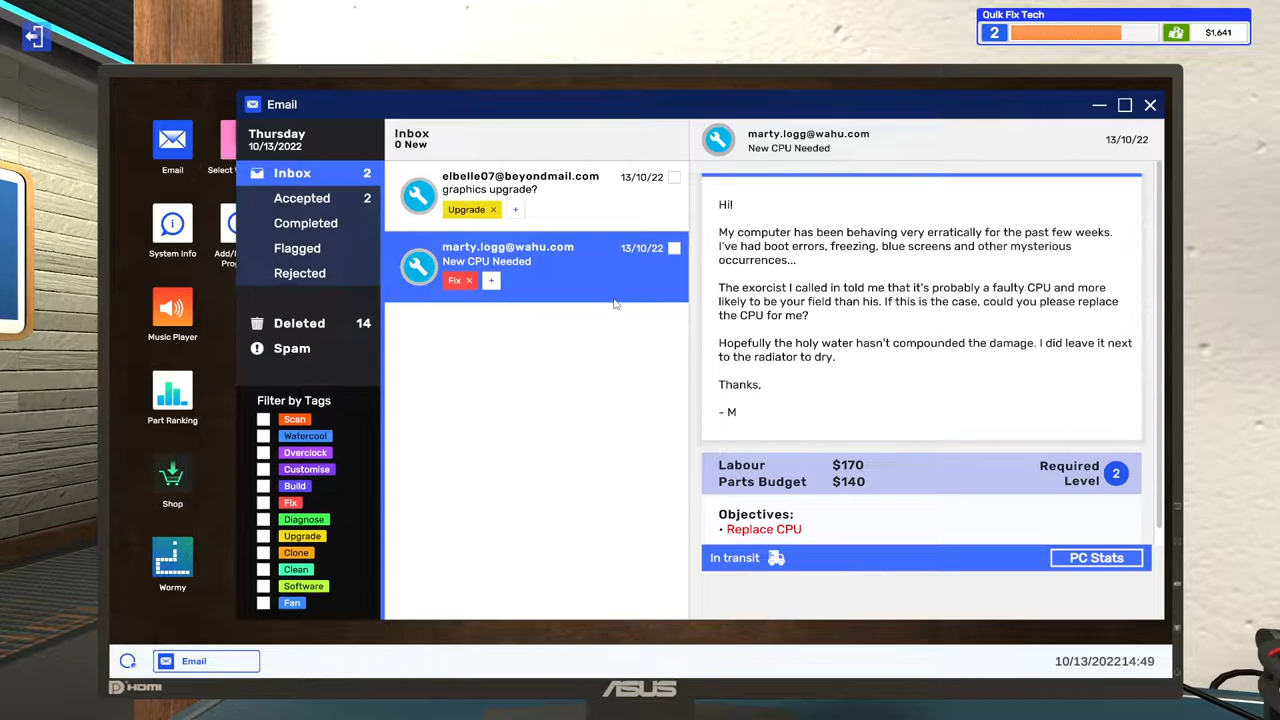 Quik Fix Tech
2
$1,641
Email
Thursday
10/13/2022
Inbox 2
Accepted 2
Completed
Flagged
Rejected
Deleted 14
Spam
Filter by Tags
Scan
Watercool
Overclock
Customise
Build
Fix
Diagnose
Upgrade
Clone
Clean
Software
Fan
Inbox
0 New
elbelle07@beyondmail.com 13/10/22
graphics upgrade?
Upgrade × +
marty.logg@wahu.com 13/10/22
New CPU Needed
Fix × +
marty.logg@wahu.com
New CPU Needed
13/10/22
Hi!
My computer has been behaving very erratically for the past few weeks.
I've had boot errors, freezing, blue screens and other mysterious
occurrences...
The exorcist I called in told me that it's probably a faulty CPU and more
likely to be your field than his. If this is the case, could you please replace
the CPU for me?
Hopefully the holy water hasn't compounded the damage. I did leave it next
to the radiator to dry.
Thanks,
- M
Labour $170
Parts Budget $140
Required
Level 2
Objectives:
• Replace CPU
In transit
PC Stats
Email
Select
System Info
Add/
Music Player
Part Ranking
Shop
Wormy
Email
10/13/2022 14:49
HDMI
ASUS